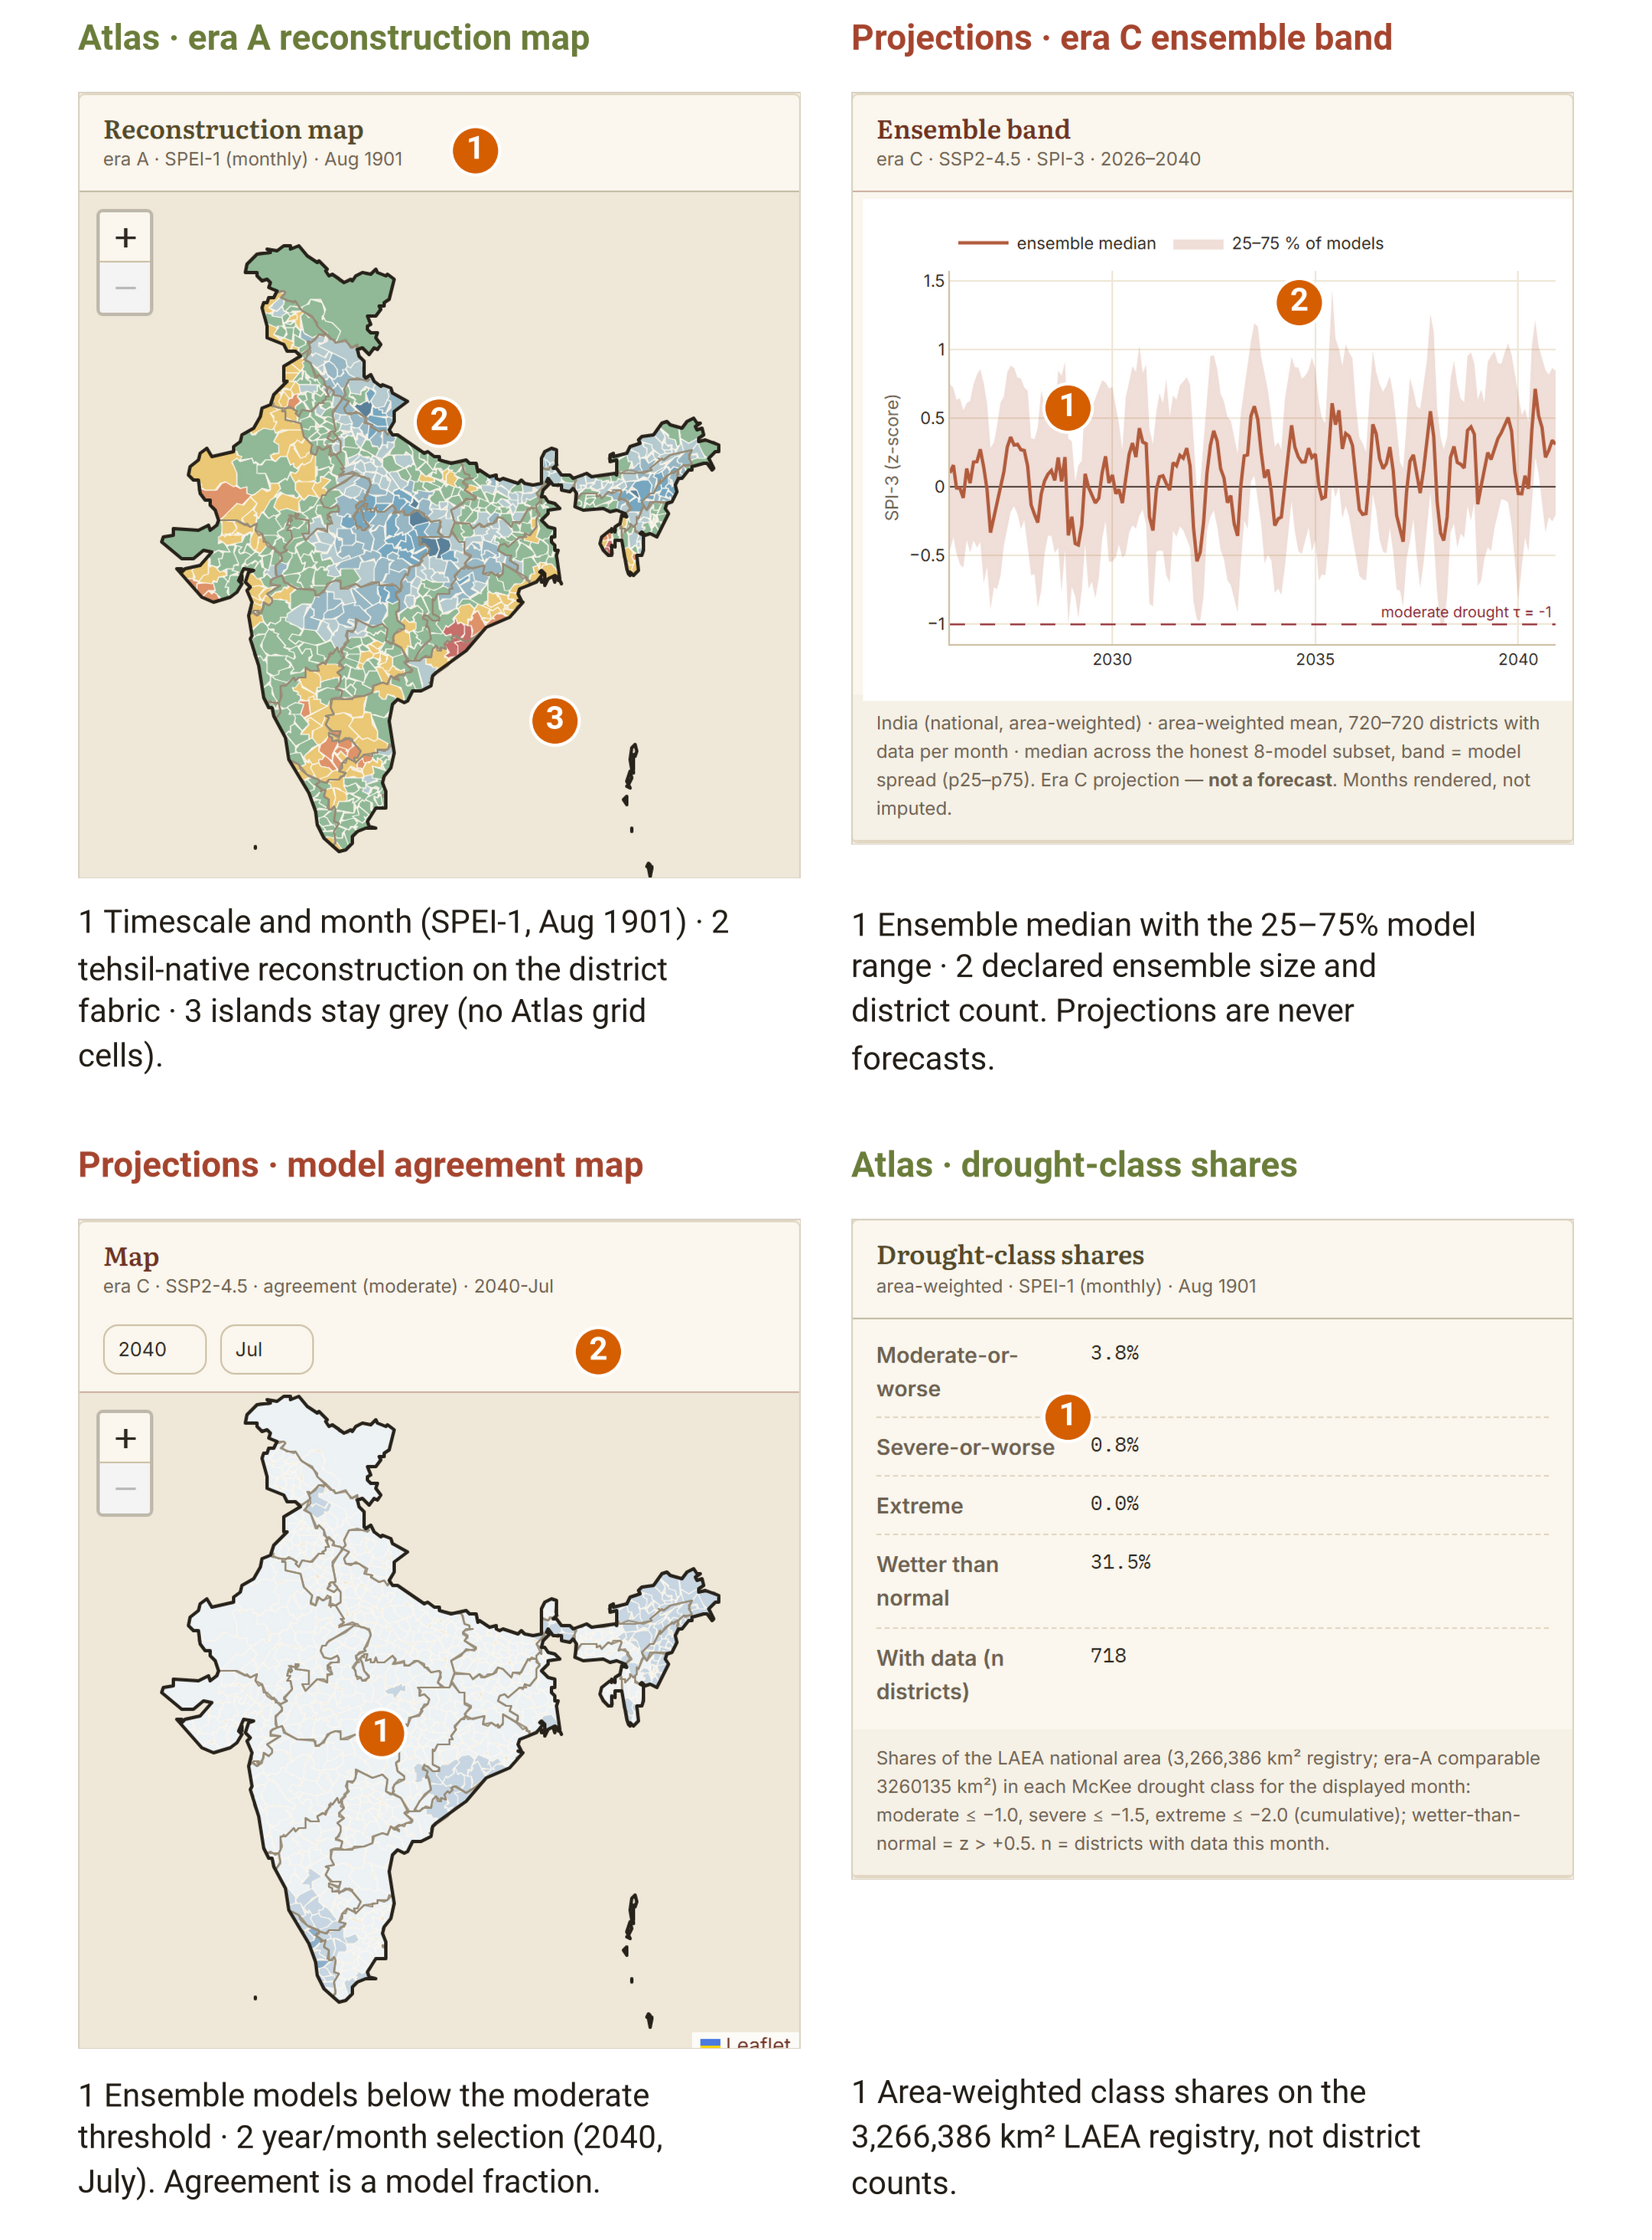 Atlas · era A reconstruction map
Reconstruction map
era A · SPEI-1 (monthly) · Aug 1901
1
+
−
2
3
1 Timescale and month (SPEI-1, Aug 1901) · 2
tehsil-native reconstruction on the district
fabric · 3 islands stay grey (no Atlas grid
cells).
Projections · era C ensemble band
Ensemble band
era C · SSP2-4.5 · SPI-3 · 2026–2040
ensemble median
25–75 % of models
2
1
SPI-3 (z-score)
1.5
1
0.5
0
−0.5
−1
moderate drought τ = -1
2030
2035
2040
India (national, area-weighted) · area-weighted mean, 720–720 districts with
data per month · median across the honest 8-model subset, band = model
spread (p25–p75). Era C projection — not a forecast. Months rendered, not
imputed.
1 Ensemble median with the 25–75% model
range · 2 declared ensemble size and
district count. Projections are never
forecasts.
Projections · model agreement map
Map
era C · SSP2-4.5 · agreement (moderate) · 2040-Jul
2040
Jul
2
+
−
1
Leaflet
1 Ensemble models below the moderate
threshold · 2 year/month selection (2040,
July). Agreement is a model fraction.
Atlas · drought-class shares
Drought-class shares
area-weighted · SPEI-1 (monthly) · Aug 1901
Moderate-or-
worse
3.8%
1
Severe-or-worse
0.8%
Extreme
0.0%
Wetter than
normal
31.5%
With data (n
districts)
718
Shares of the LAEA national area (3,266,386 km² registry; era-A comparable
3260135 km²) in each McKee drought class for the displayed month:
moderate ≤ −1.0, severe ≤ −1.5, extreme ≤ −2.0 (cumulative); wetter-than-
normal = z > +0.5. n = districts with data this month.
1 Area-weighted class shares on the
3,266,386 km² LAEA registry, not district
counts.